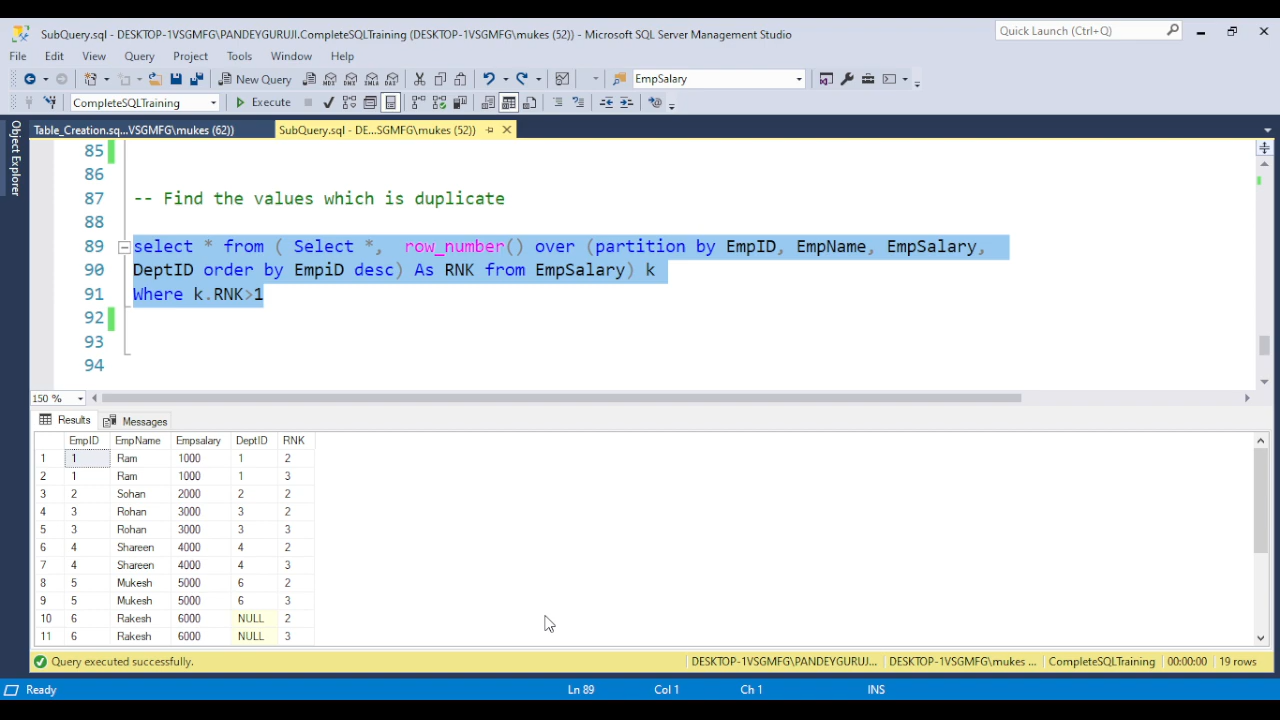 SubQuery.sql - DESKTOP-1VSGMFG\PANDEYGURUJI.CompleteSQLTraining (DESKTOP-1VSGMFG\mukes (52)) - Microsoft SQL Server Management Studio
Quick Launch (Ctrl+Q)
File Edit View Query Project Tools Window Help
New Query MDX DMX XMLA DAX EmpSalary
CompleteSQLTraining Execute
Object Explorer
Table_Creation.sq...VSGMFG\mukes (62)) SubQuery.sql - DE...SGMFG\mukes (52))
85
86
87 -- Find the values which is duplicate
88
89 select * from ( Select *, row_number() over (partition by EmpID, EmpName, EmpSalary,
90 DeptID order by EmpiD desc) As RNK from EmpSalary) k
91 Where k.RNK>1
92
93
94
150 %
Results Messages
EmpID EmpName Empsalary DeptID RNK
1 1 Ram 1000 1 2
2 1 Ram 1000 1 3
3 2 Sohan 2000 2 2
4 3 Rohan 3000 3 2
5 3 Rohan 3000 3 3
6 4 Shareen 4000 4 2
7 4 Shareen 4000 4 3
8 5 Mukesh 5000 6 2
9 5 Mukesh 5000 6 3
10 6 Rakesh 6000 NULL 2
11 6 Rakesh 6000 NULL 3
Query executed successfully. DESKTOP-1VSGMFG\PANDEYGURUJ... DESKTOP-1VSGMFG\mukes ... CompleteSQLTraining 00:00:00 19 rows
Ready Ln 89 Col 1 Ch 1 INS